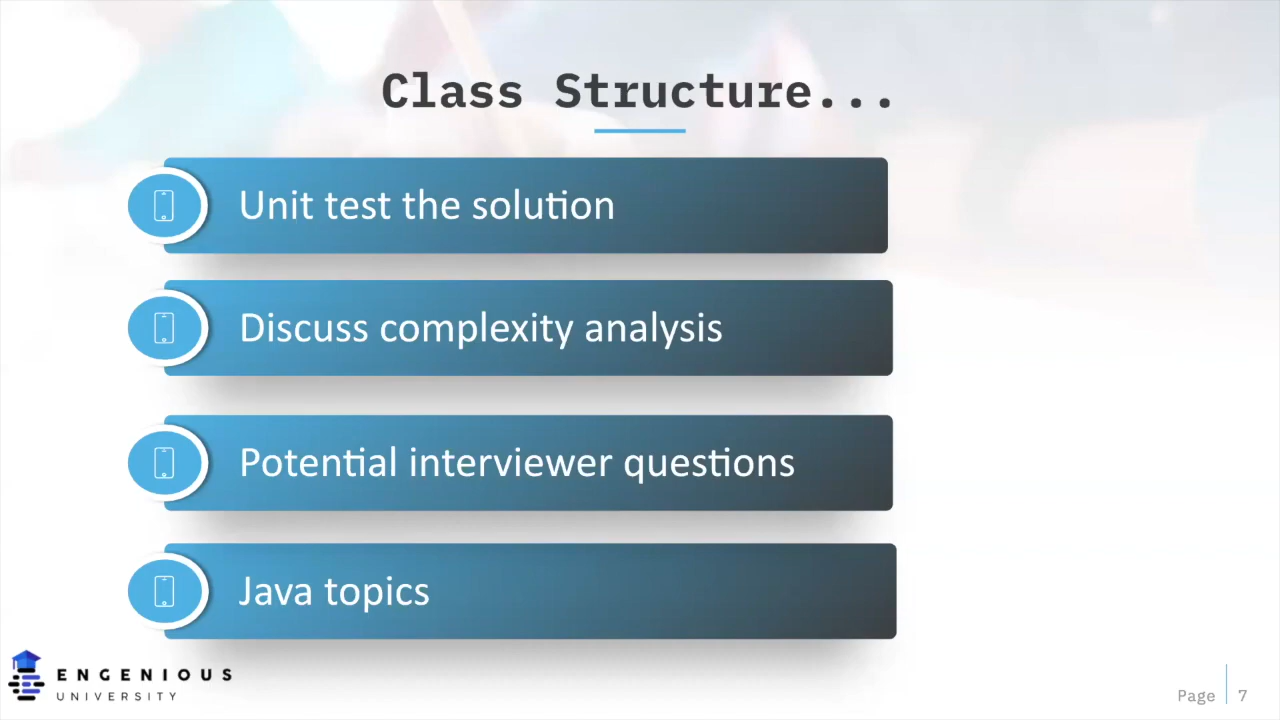 Class Structure...
Unit test the solution
Discuss complexity analysis
Potential interviewer questions
Java topics
ENGENIOUS
UNIVERSITY
Page 7